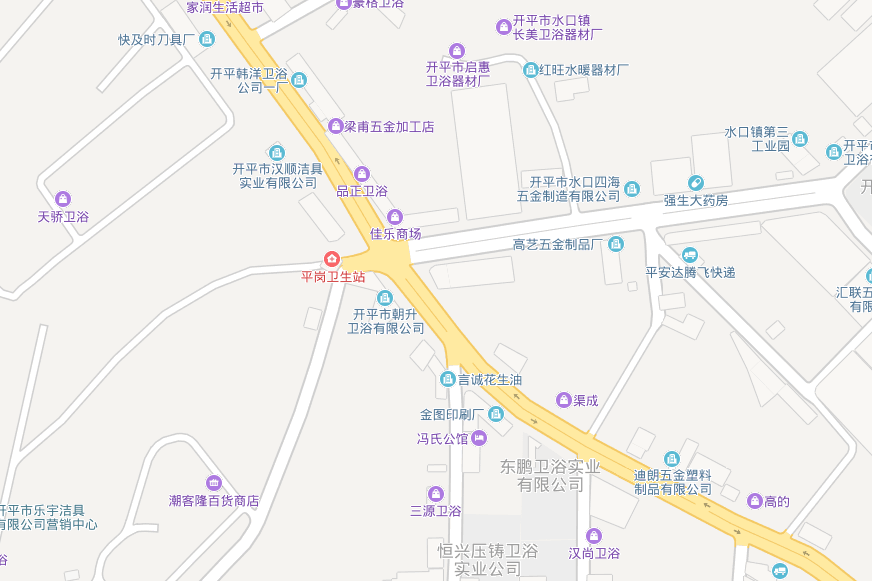 家润生活超市
豪格卫浴
开平市水口镇
长美卫浴器材厂
快及时刀具厂
开平市启惠
卫浴器材厂
红旺水暖器材厂
开平韩洋卫浴
公司一厂
梁甫五金加工店
水口镇第三
工业园
开平市
卫浴
开平市汉顺洁具
实业有限公司
品正卫浴
开平市水口四海
五金制造有限公司
强生大药房
开
天骄卫浴
佳乐商场
高艺五金制品厂
平岗卫生站
平安达腾飞快递
汇联五
有限
开平市朝升
卫浴有限公司
言诚花生油
渠成
金图印刷厂
冯氏公馆
东鹏卫浴实业
有限公司
迪朗五金塑料
制品有限公司
潮客隆百货商店
三源卫浴
高的
开平市乐宇洁具
有限公司营销中心
汉尚卫浴
恒兴压铸卫浴
实业公司
浴